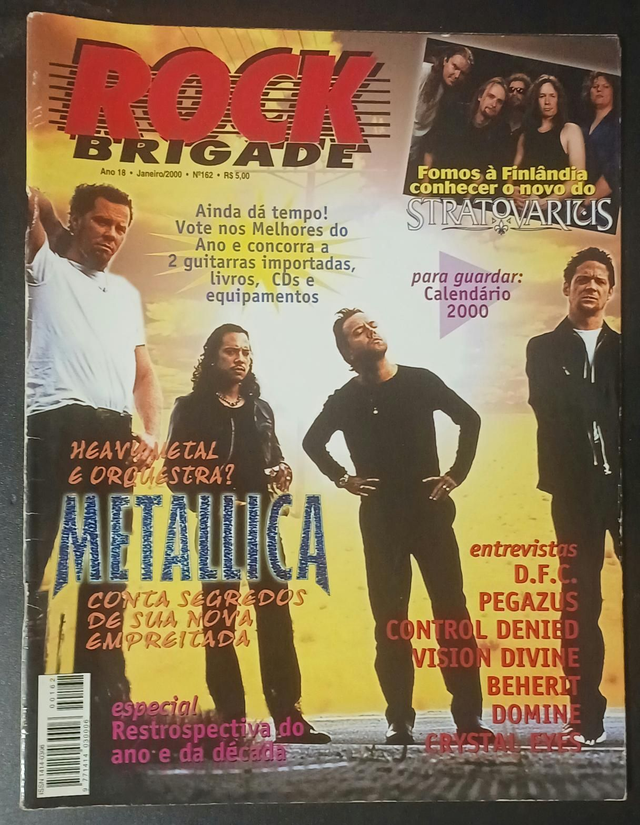 ROCK
BRIGADE
Ano 18 • Janeiro/2000 • Nº162 • R$ 5,00
Fomos à Finlândia
conhecer o novo do
STRATOVARIUS
Ainda dá tempo!
Vote nos Melhores do
Ano e concorra a
2 guitarras importadas,
livros, CDs e
equipamentos
para guardar:
Calendário
2000
HEAVY METAL
E ORQUESTRA?
METALLICA
CONTA SEGREDOS
DE SUA NOVA
EMPREITADA
entrevistas
D.F.C.
PEGAZUS
CONTROL DENIED
VISION DIVINE
BEHERIT
DOMINE
CRYSTAL EYES
especial
Restrospectiva do
ano e da década
00162